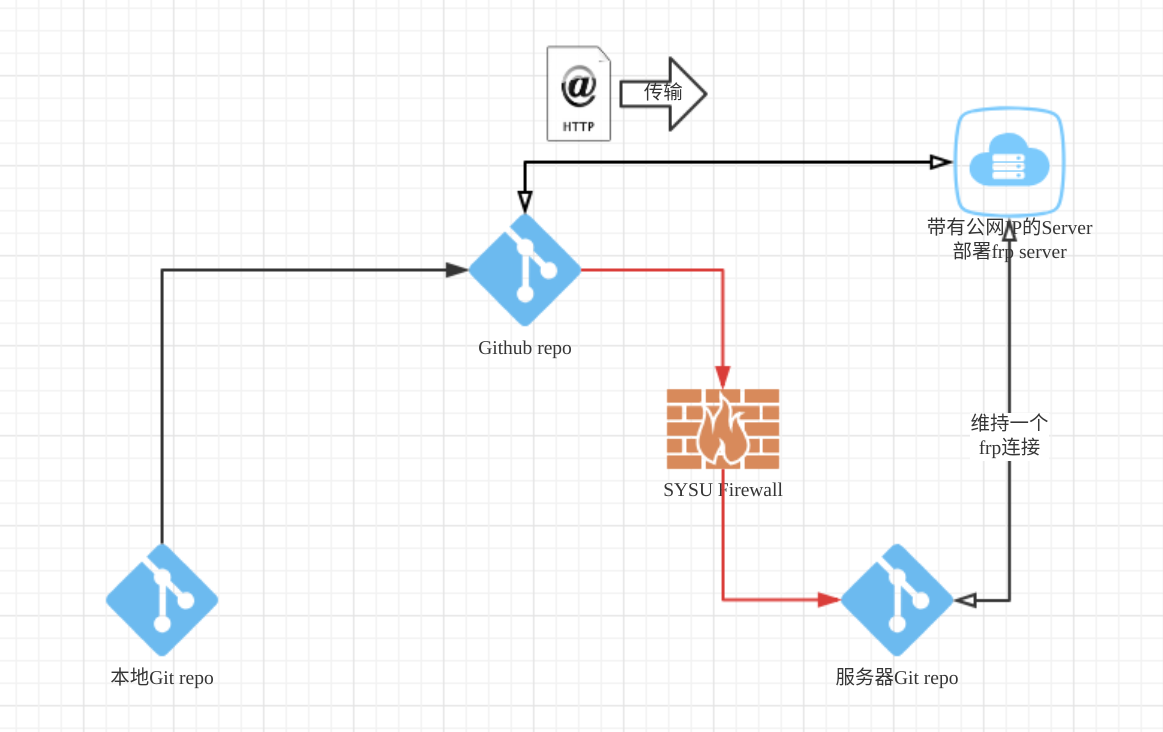 @
HTTP
传输
带有公网IP的Server
部署frp server
Github repo
维持一个
frp连接
SYSU Firewall
本地Git repo
服务器Git repo